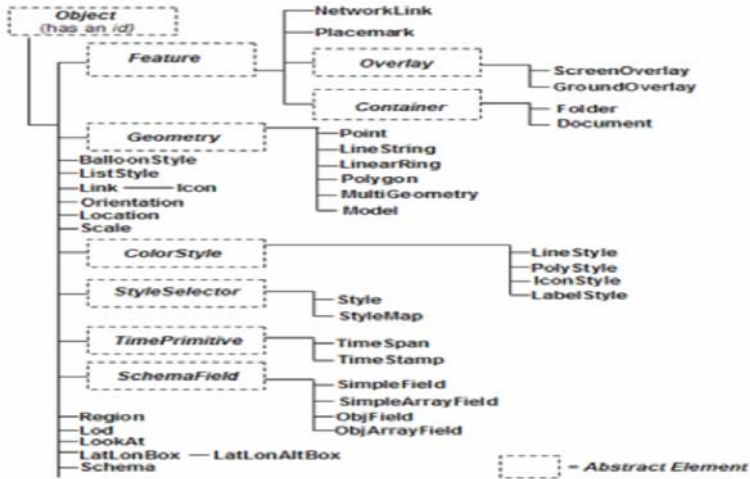 Object
(has an id)
NetworkLink
Placemark
Feature
Overlay
ScreenOverlay
GroundOverlay
Container
Folder
Document
Geometry
Point
LineString
LinearRing
Polygon
MultiGeometry
Model
BalloonStyle
ListStyle
Link Icon
Orientation
Location
Scale
ColorStyle
LineStyle
PolyStyle
IconStyle
LabelStyle
StyleSelector
Style
StyleMap
TimePrimitive
TimeSpan
TimeStamp
SchemaField
SimpleField
SimpleArrayField
ObjField
ObjArrayField
Region
Lod
LookAt
LatLonBox LatLonAltBox
Schema
= Abstract Element